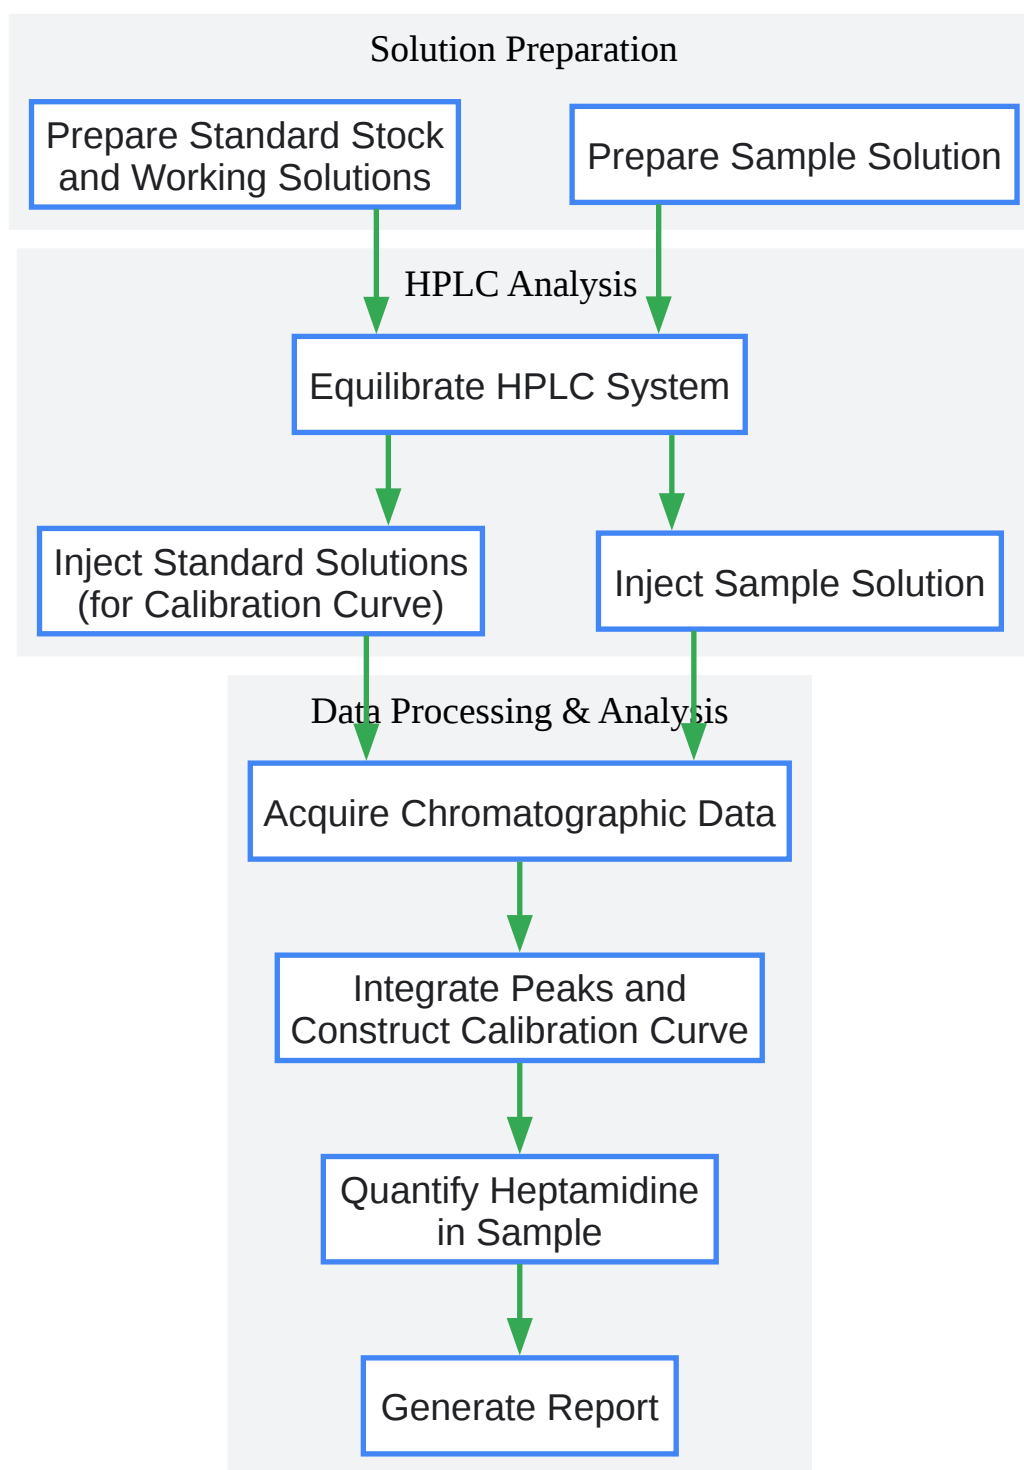 Solution Preparation
Prepare Standard Stock
and Working Solutions
Prepare Sample Solution
HPLC Analysis
Equilibrate HPLC System
Inject Standard Solutions
(for Calibration Curve)
Inject Sample Solution
Data Processing & Analysis
Acquire Chromatographic Data
Integrate Peaks and
Construct Calibration Curve
Quantify Heptamidine
in Sample
Generate Report